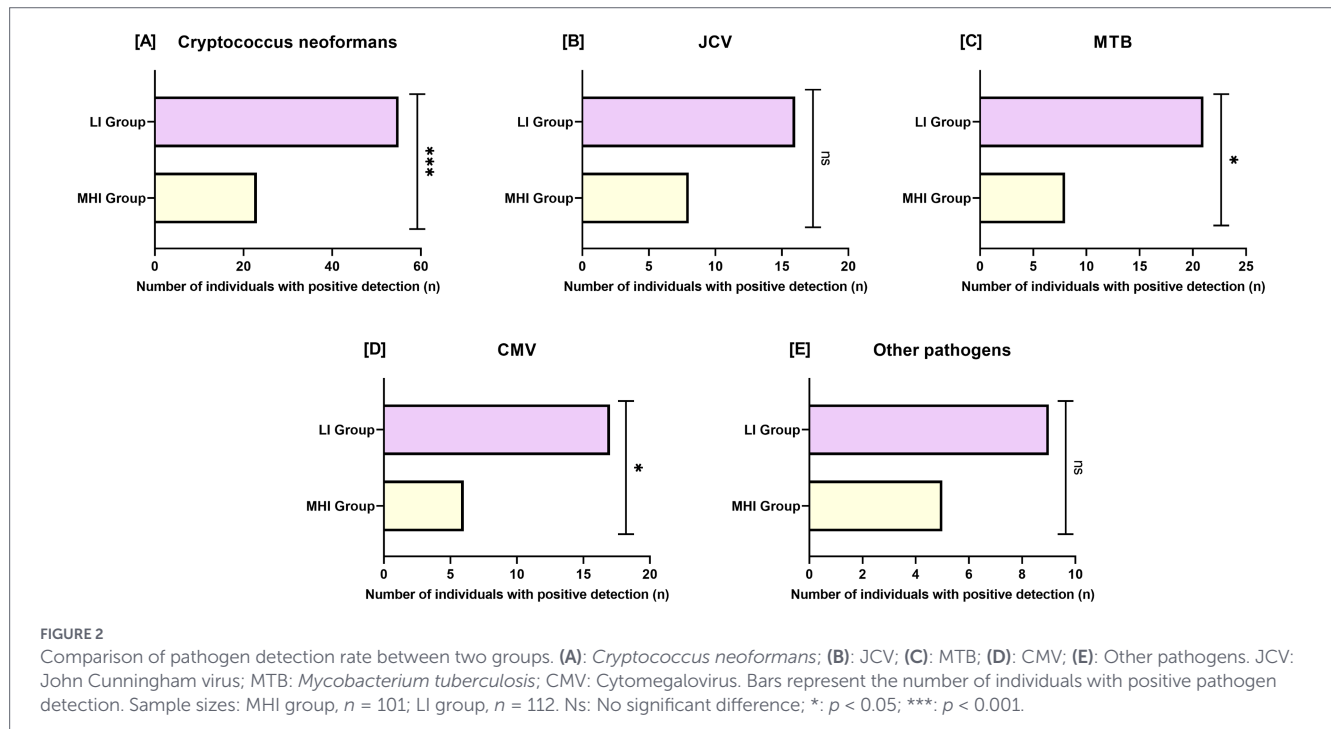 [A] Cryptococcus neoformans
LI Group
MHI Group
***
0 20 40 60
Number of individuals with positive detection (n)
[B] JCV
LI Group
MHI Group
ns
0 5 10 15 20
Number of individuals with positive detection (n)
[C] MTB
LI Group
MHI Group
*
0 5 10 15 20 25
Number of individuals with positive detection (n)
[D] CMV
LI Group
MHI Group
*
0 5 10 15 20
Number of individuals with positive detection (n)
[E] Other pathogens
LI Group
MHI Group
ns
0 2 4 6 8 10
Number of individuals with positive detection (n)
FIGURE 2
Comparison of pathogen detection rate between two groups. (A): Cryptococcus neoformans; (B): JCV; (C): MTB; (D): CMV; (E): Other pathogens. JCV:
John Cunningham virus; MTB: Mycobacterium tuberculosis; CMV: Cytomegalovirus. Bars represent the number of individuals with positive pathogen
detection. Sample sizes: MHI group, n = 101; LI group, n = 112. Ns: No significant difference; *: p < 0.05; ***: p < 0.001.